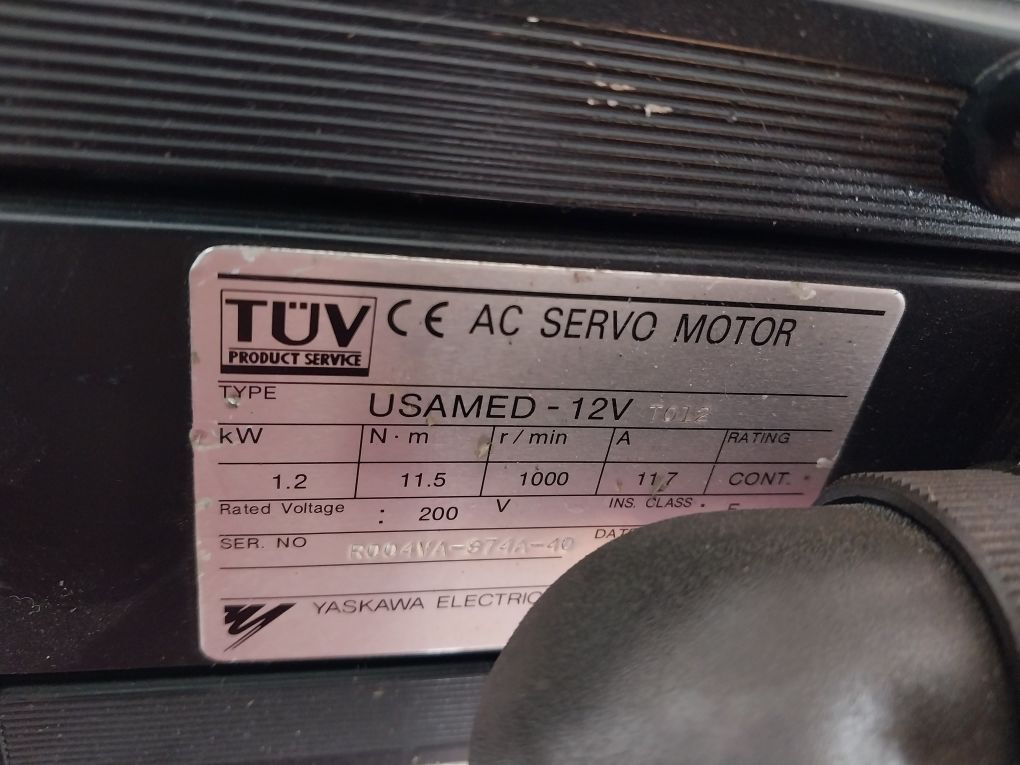 TÜV
PRODUCT SERVICE
CE AC SERVO MOTOR
TYPE USAMED - 12V T012
kW N·m r/min A RATING
1.2 11.5 1000 11.7 CONT.
Rated Voltage : 200 V INS. CLASS : F
SER. NO
YASKAWA ELECTRIC